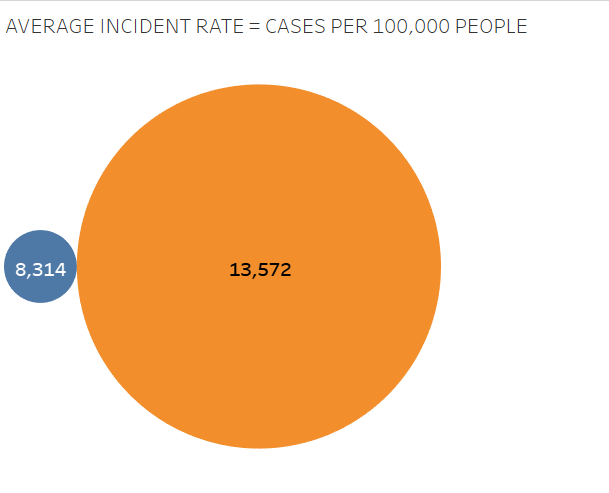 AVERAGE INCIDENT RATE = CASES PER 100,000 PEOPLE
8,314
13,572